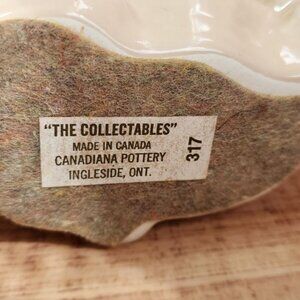 "THE COLLECTABLES"
MADE IN CANADA
CANADIANA POTTERY
INGLESIDE, ONT.
317